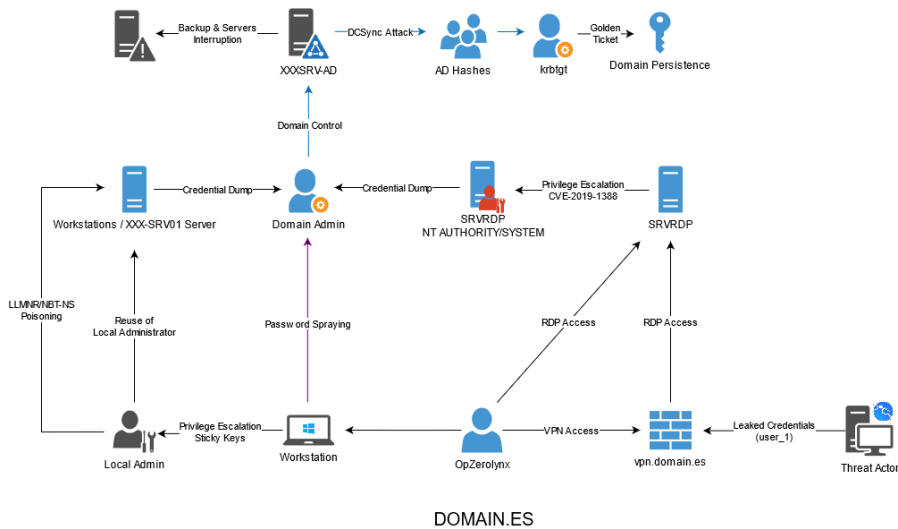 Backup & Servers
Interruption
DCSync Attack
Golden
Ticket
XXXSRV-AD
AD Hashes
krbtgt
Domain Persistence
Domain Control
Credential Dump
Credential Dump
Privilege Escalation
CVE-2019-1388
Workstations / XXX-SRV01 Server
Domain Admin
SRVRDP
NT AUTHORITY/SYSTEM
SRVRDP
LLMNR/NBT-NS
Poisoning
Reuse of
Local Administrator
Password Spraying
RDP Access
RDP Access
Privilege Escalation
Sticky Keys
VPN Access
Leaked Credentials
(user_1)
Local Admin
Workstation
OpZerolynx
vpn.domain.es
Threat Actor
DOMAIN.ES